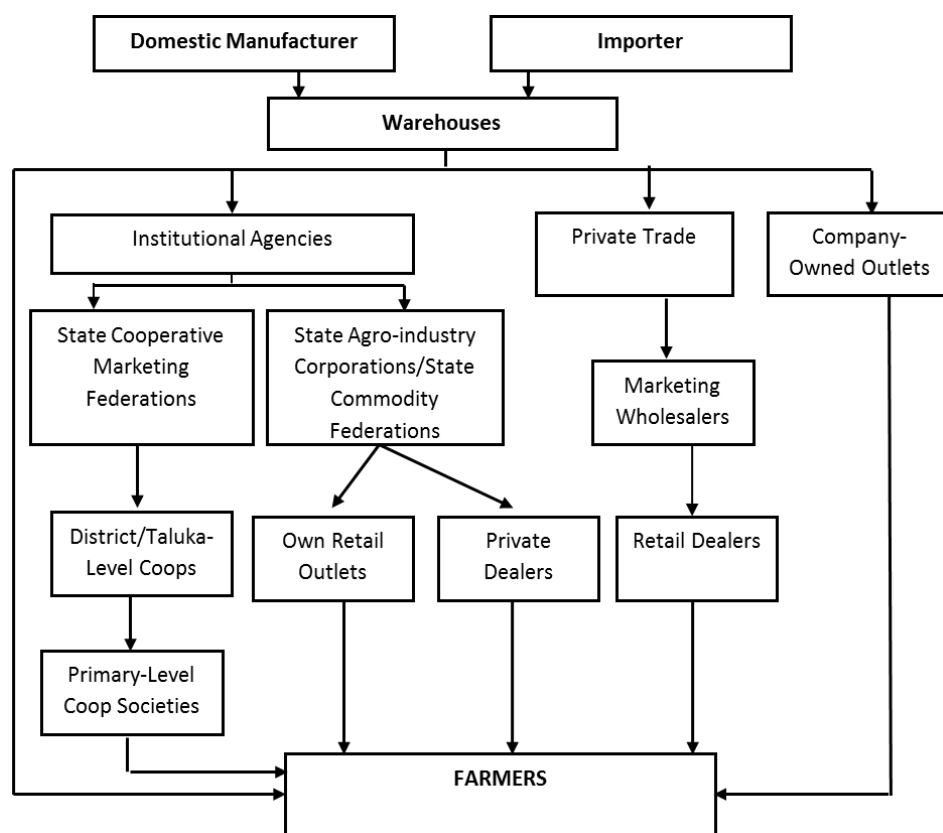 Domestic Manufacturer
Importer
Warehouses
Institutional Agencies
Private Trade
Company-
Owned Outlets
State Cooperative
Marketing
Federations
State Agro-industry
Corporations/State
Commodity
Federations
Marketing
Wholesalers
District/Taluka-
Level Coops
Own Retail
Outlets
Private
Dealers
Retail Dealers
Primary-Level
Coop Societies
FARMERS